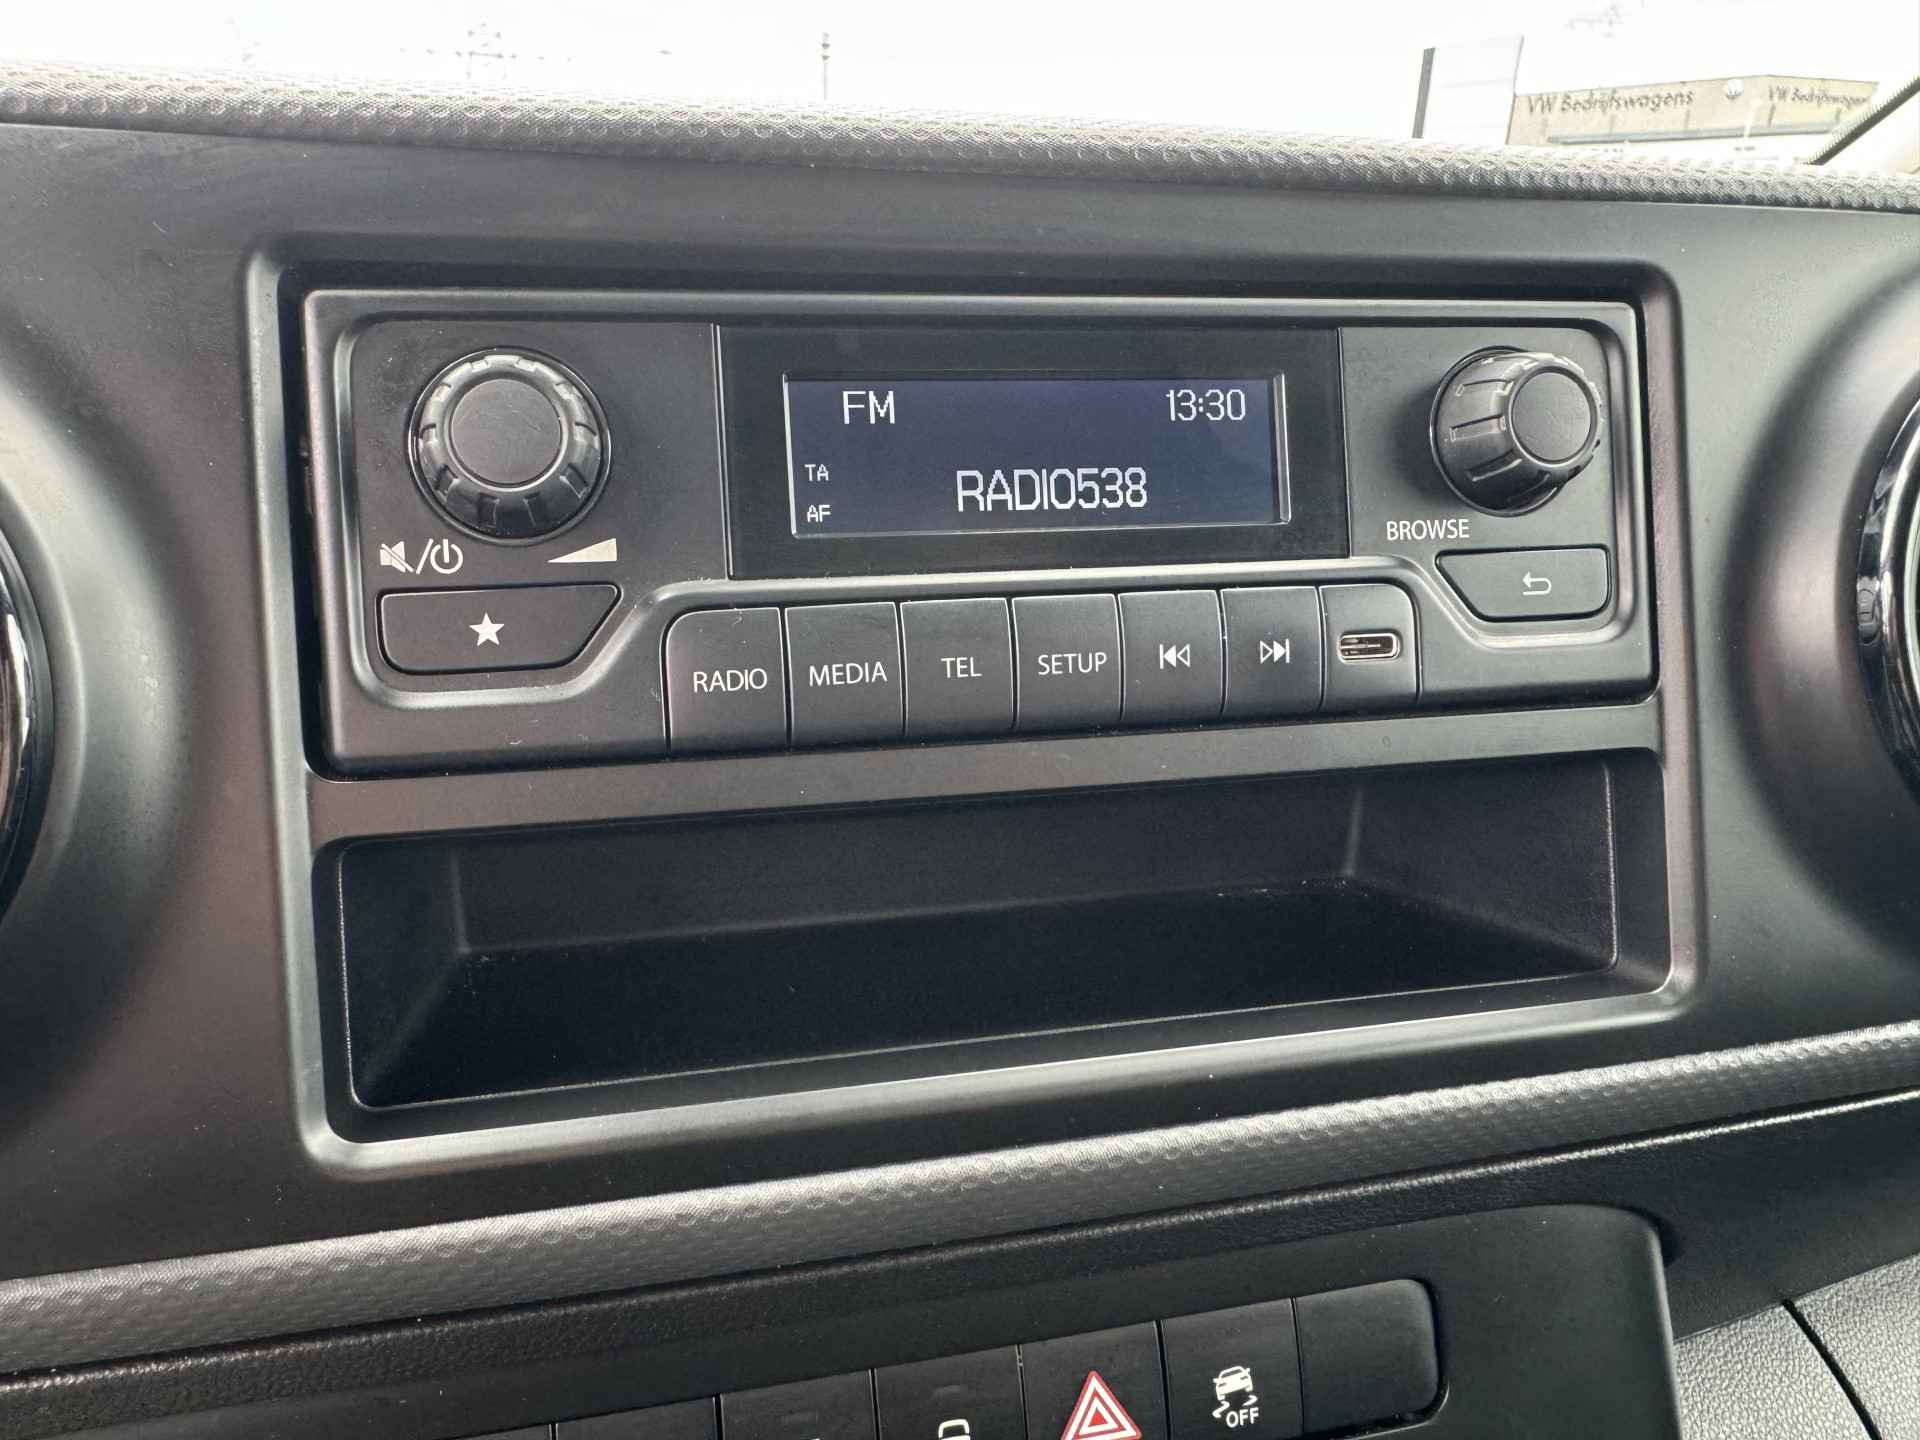 VW Bedrijfswagens
VW Bedrijfswagens
FM 13:30
TA
RADIO538
AF
BROWSE
RADIO MEDIA TEL SETUP
OFF